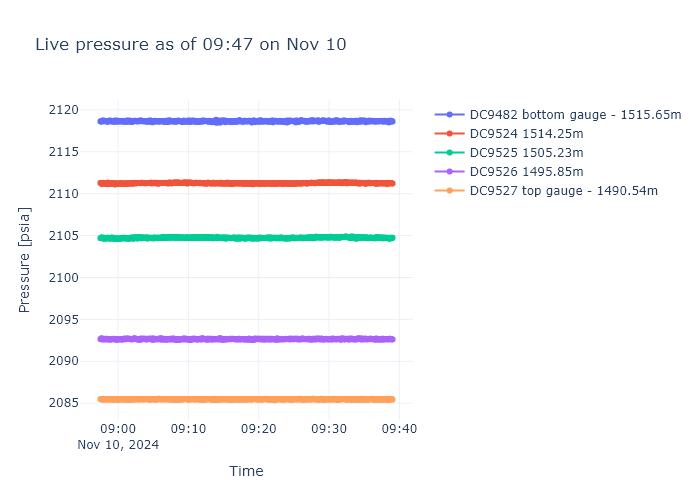 Live pressure as of 09:47 on Nov 10
DC9482 bottom gauge - 1515.65m
DC9524 1514.25m
DC9525 1505.23m
DC9526 1495.85m
DC9527 top gauge - 1490.54m
Pressure [psia]
2120
2115
2110
2105
2100
2095
2090
2085
09:00 09:10 09:20 09:30 09:40
Nov 10, 2024
Time